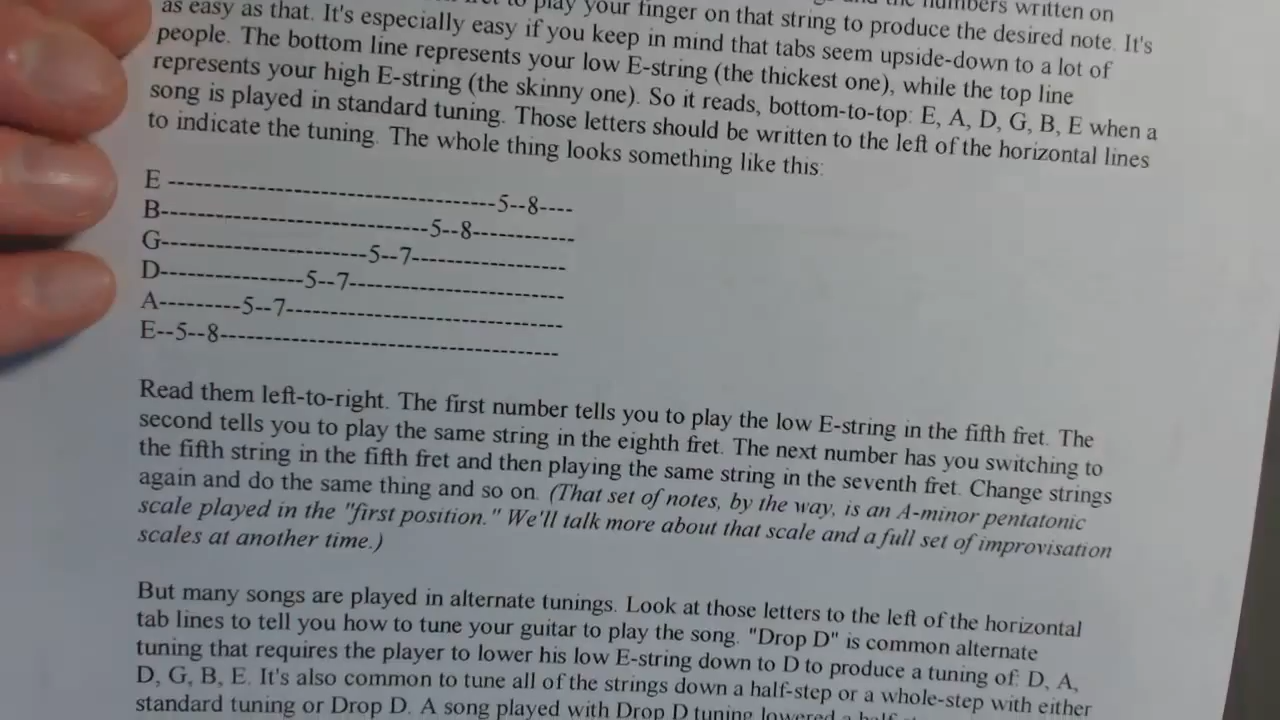 to play your finger on that string to produce the desired note. It's
as easy as that. It's especially easy if you keep in mind that tabs seem upside-down to a lot of
people. The bottom line represents your low E-string (the thickest one), while the top line
represents your high E-string (the skinny one). So it reads, bottom-to-top: E, A, D, G, B, E when a
song is played in standard tuning. Those letters should be written to the left of the horizontal lines
to indicate the tuning. The whole thing looks something like this:
E ------------------------------------5--8----
B-----------------------------5--8-----------
G-----------------------5--7-----------------
D----------------5--7------------------------
A---------5--7-------------------------------
E--5--8--------------------------------------
Read them left-to-right. The first number tells you to play the low E-string in the fifth fret. The
second tells you to play the same string in the eighth fret. The next number has you switching to
the fifth string in the fifth fret and then playing the same string in the seventh fret. Change strings
again and do the same thing and so on. (That set of notes, by the way, is an A-minor pentatonic
scale played in the "first position." We'll talk more about that scale and a full set of improvisation
scales at another time.)
But many songs are played in alternate tunings. Look at those letters to the left of the horizontal
tab lines to tell you how to tune your guitar to play the song. "Drop D" is common alternate
tuning that requires the player to lower his low E-string down to D to produce a tuning of: D, A,
D, G, B, E. It's also common to tune all of the strings down a half-step or a whole-step with either
standard tuning or Drop D. A song played with Drop D tuning lowered a half